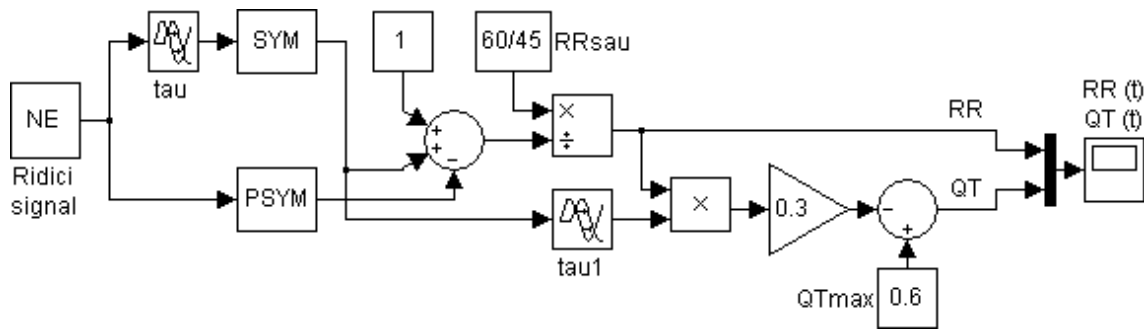 NE
Ridici
signal
tau
SYM
PSYM
1
60/45
RRsau
+
+
−
×
÷
tau1
×
0.3
−
+
QTmax
0.6
RR
QT
RR (t)
QT (t)